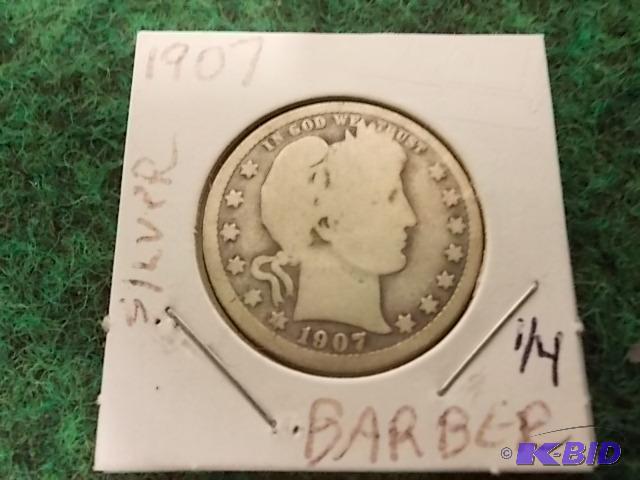 1907
IN GOD WE TRUST
SILVER
1907
1/4
BARBER
© K-BID